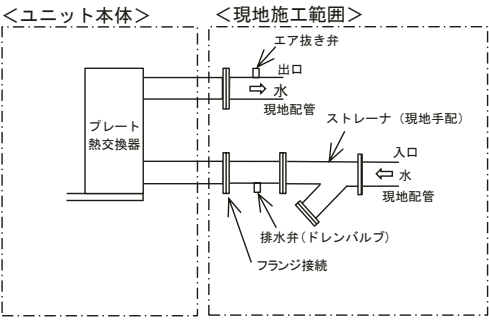 ＜ユニット本体＞
＜現地施工範囲＞
エア抜き弁
出口
水
現地配管
プレート
熱交換器
ストレーナ（現地手配）
入口
水
現地配管
排水弁（ドレンバルブ）
フランジ接続